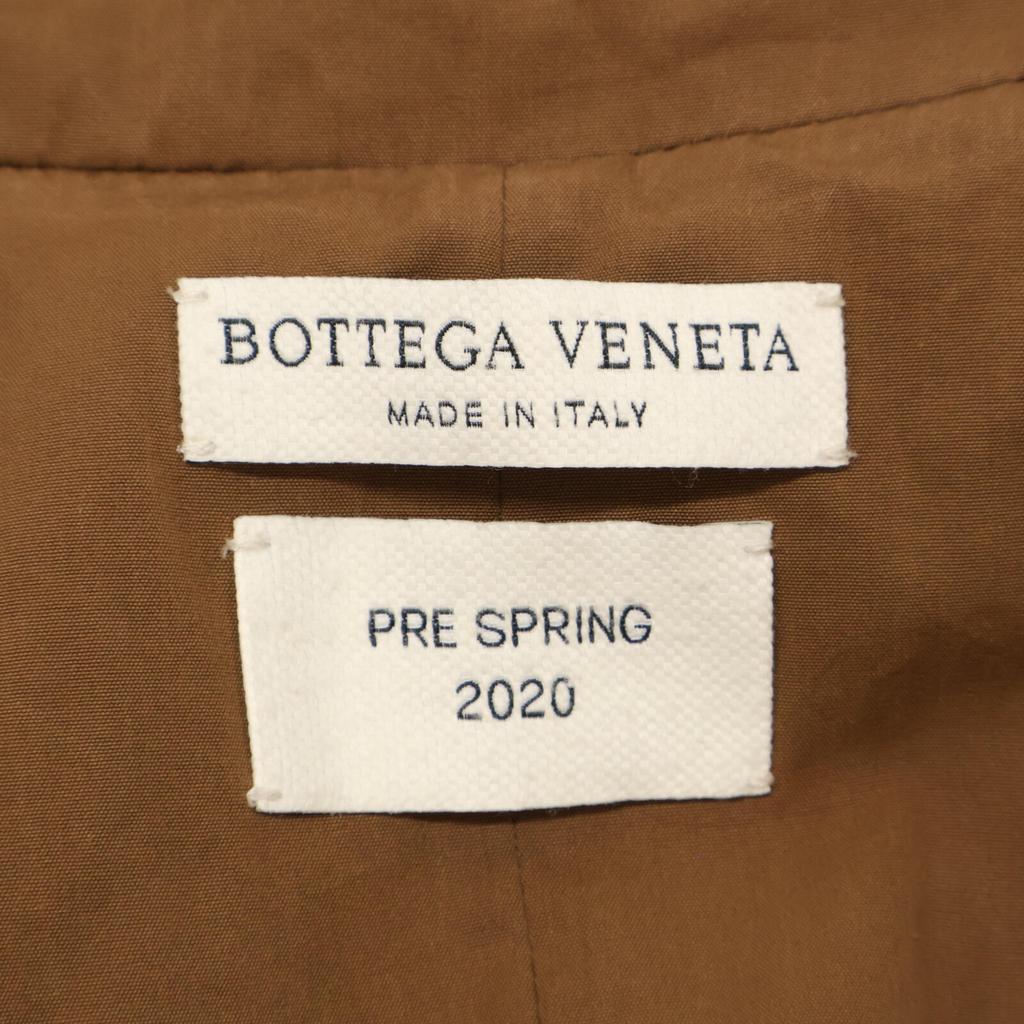 BOTTEGA VENETA
MADE IN ITALY
PRE SPRING
2020